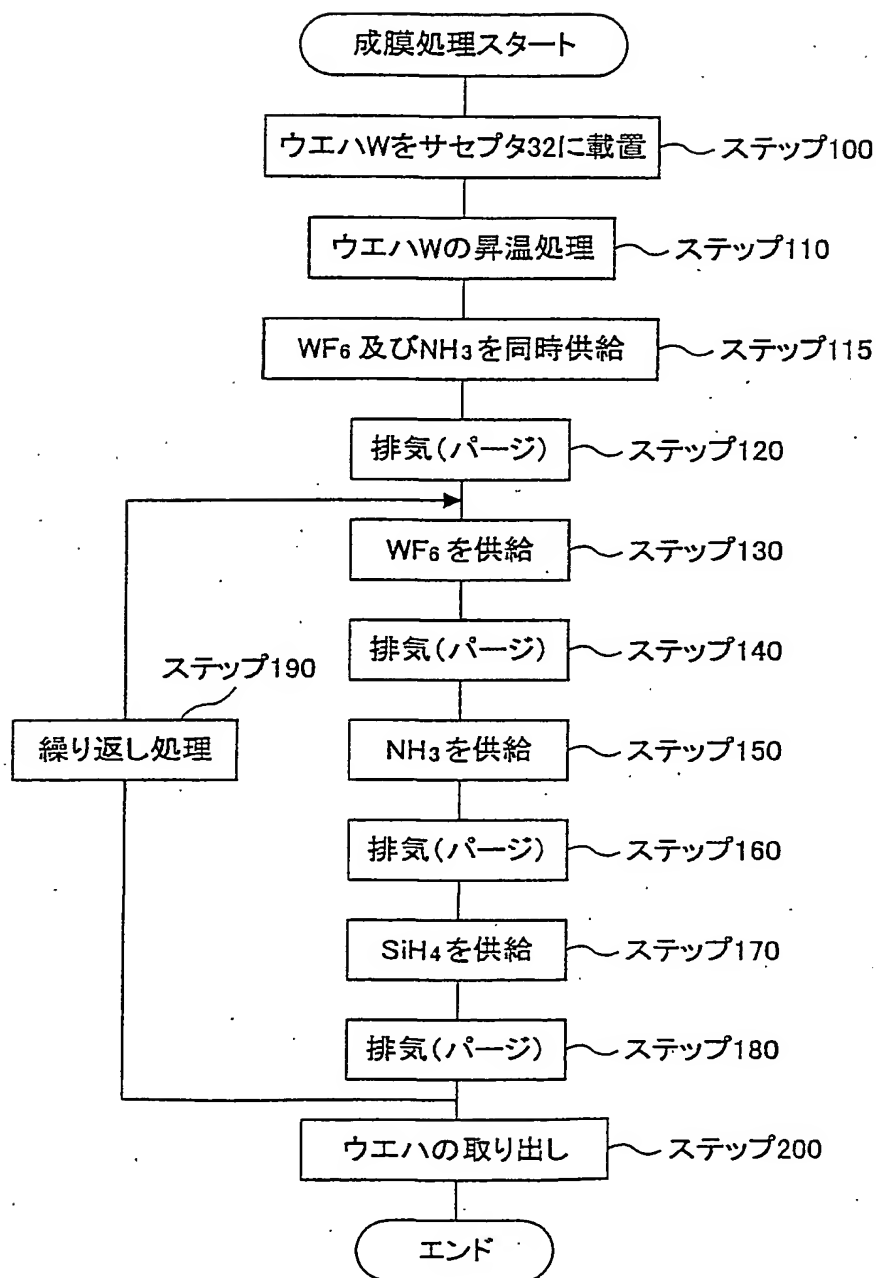 成膜処理スタート
ウエハWをサセプタ32に載置 ステップ100
ウエハWの昇温処理 ステップ110
WF6 及びNH3を同時供給 ステップ115
排気(パージ) ステップ120
WF6を供給 ステップ130
排気(パージ) ステップ140
ステップ190
繰り返し処理
NH3を供給 ステップ150
排気(パージ) ステップ160
SiH4を供給 ステップ170
排気(パージ) ステップ180
ウエハの取り出し ステップ200
エンド